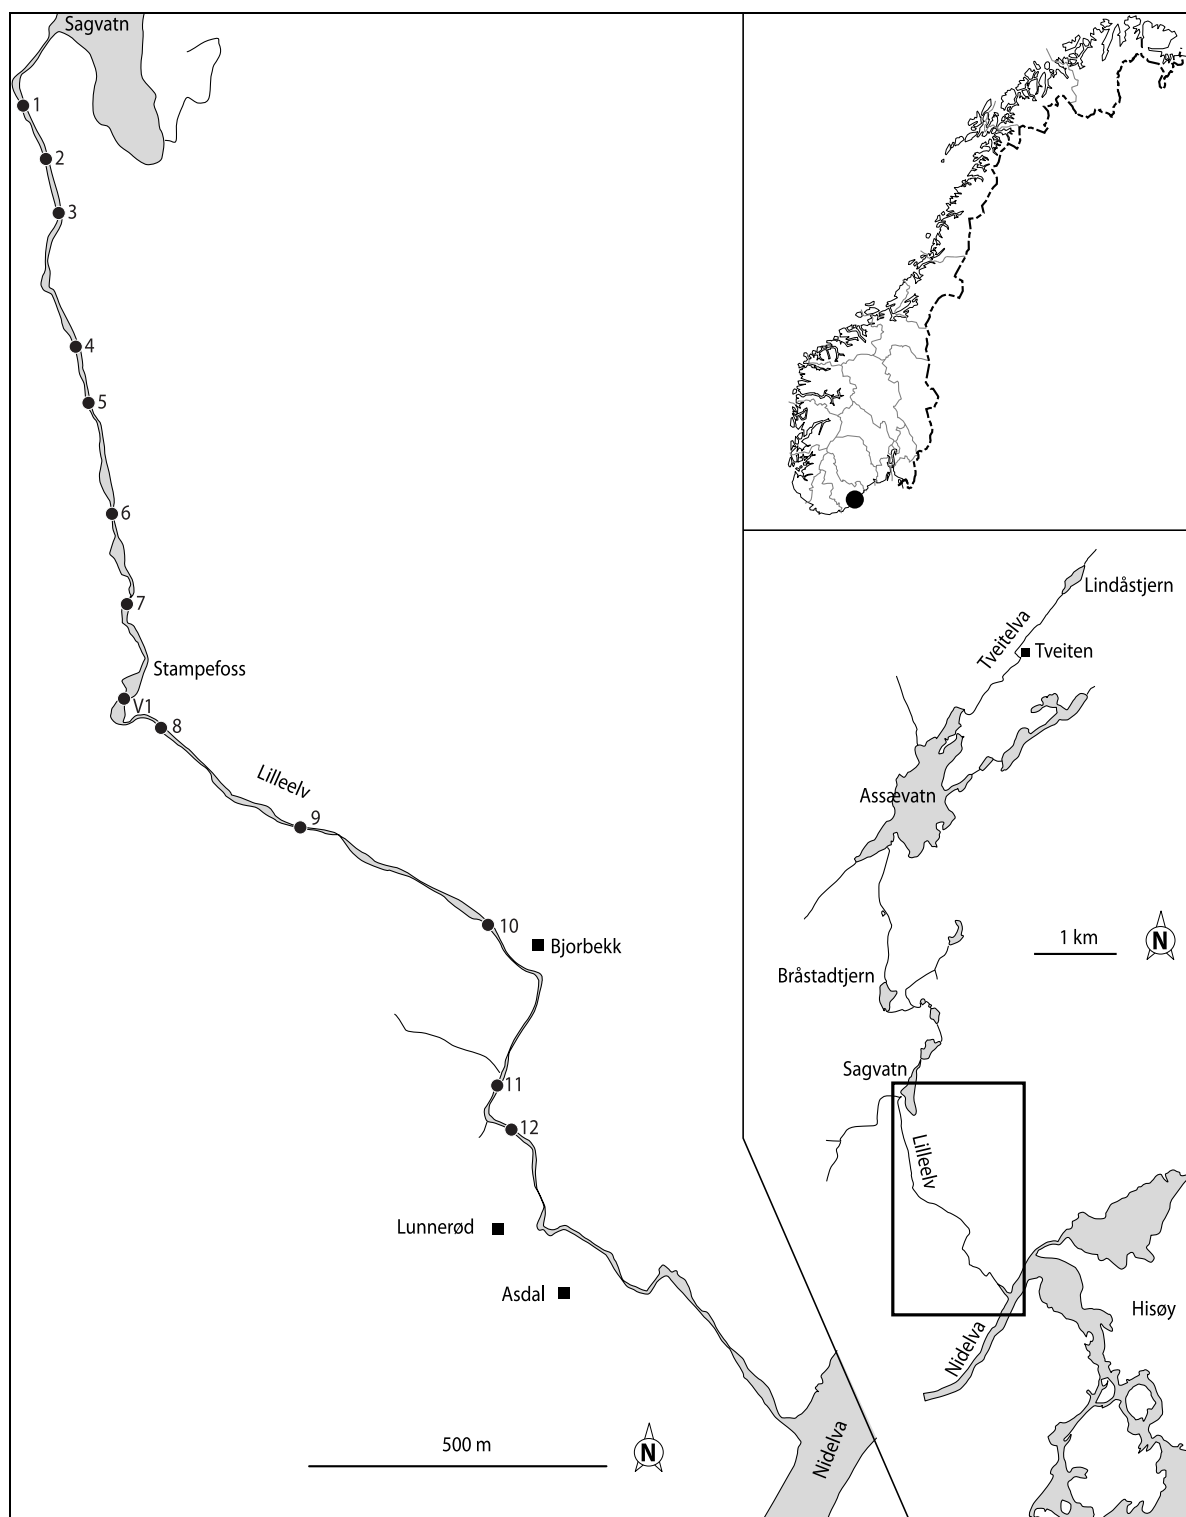 Sagvatn
1
2
3
4
5
6
7
Stampefoss
V1
8
Lilleelv
9
10
Bjorbekk
11
12
Lunnerød
Asdal
500 m
N
Nidelva
Lindåstjern
Tveitelva
Tveiten
Assævatn
1 km
N
Bråstadtjern
Sagvatn
Lilleelv
Hisøy
Nidelva